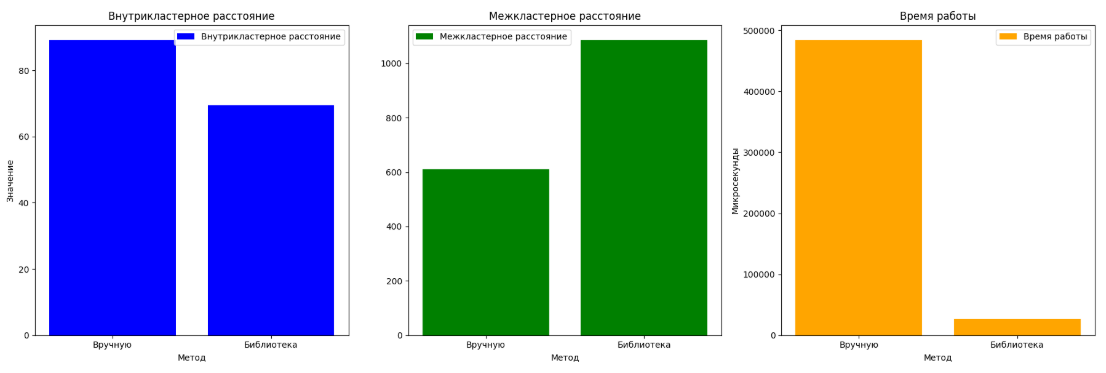 Внутрикластерное расстояние
Внутрикластерное расстояние
Значение
80
60
40
20
0
Вручную
Библиотека
Метод
Межкластерное расстояние
Межкластерное расстояние
1000
800
600
400
200
0
Вручную
Библиотека
Метод
Время работы
Время работы
Микросекунды
500000
400000
300000
200000
100000
0
Вручную
Библиотека
Метод